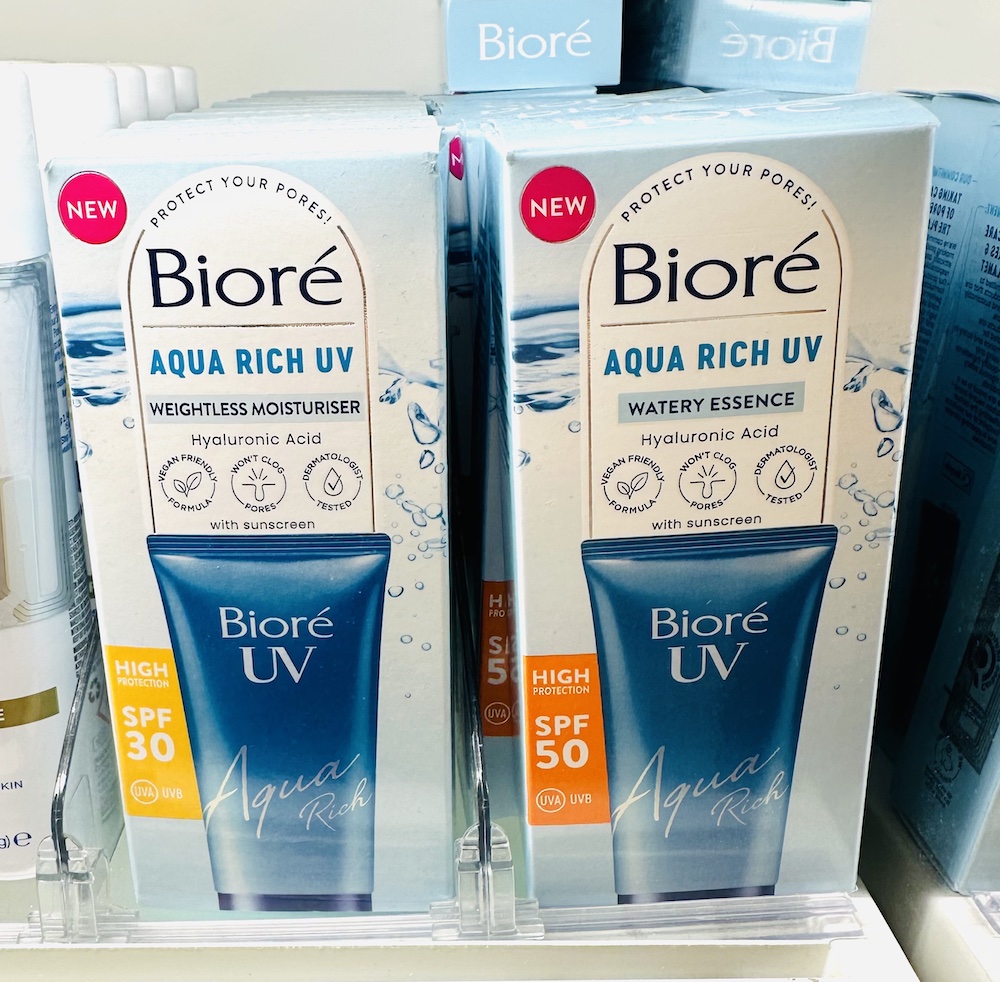 Bioré
Bioré
NEW
PROTECT YOUR PORES!
Bioré
AQUA RICH UV
WEIGHTLESS MOISTURISER
Hyaluronic Acid
VEGAN FRIENDLY FORMULA
WON'T CLOG PORES
DERMATOLOGIST TESTED
with sunscreen
Bioré
UV
Aqua
Rich
HIGH
PROTECTION
SPF
30
UVA UVB
NEW
PROTECT YOUR PORES!
Bioré
AQUA RICH UV
WATERY ESSENCE
Hyaluronic Acid
VEGAN FRIENDLY FORMULA
WON'T CLOG PORES
DERMATOLOGIST TESTED
with sunscreen
Bioré
UV
Aqua
Rich
HIGH
PROTECTION
SPF
50
UVA UVB
UVA